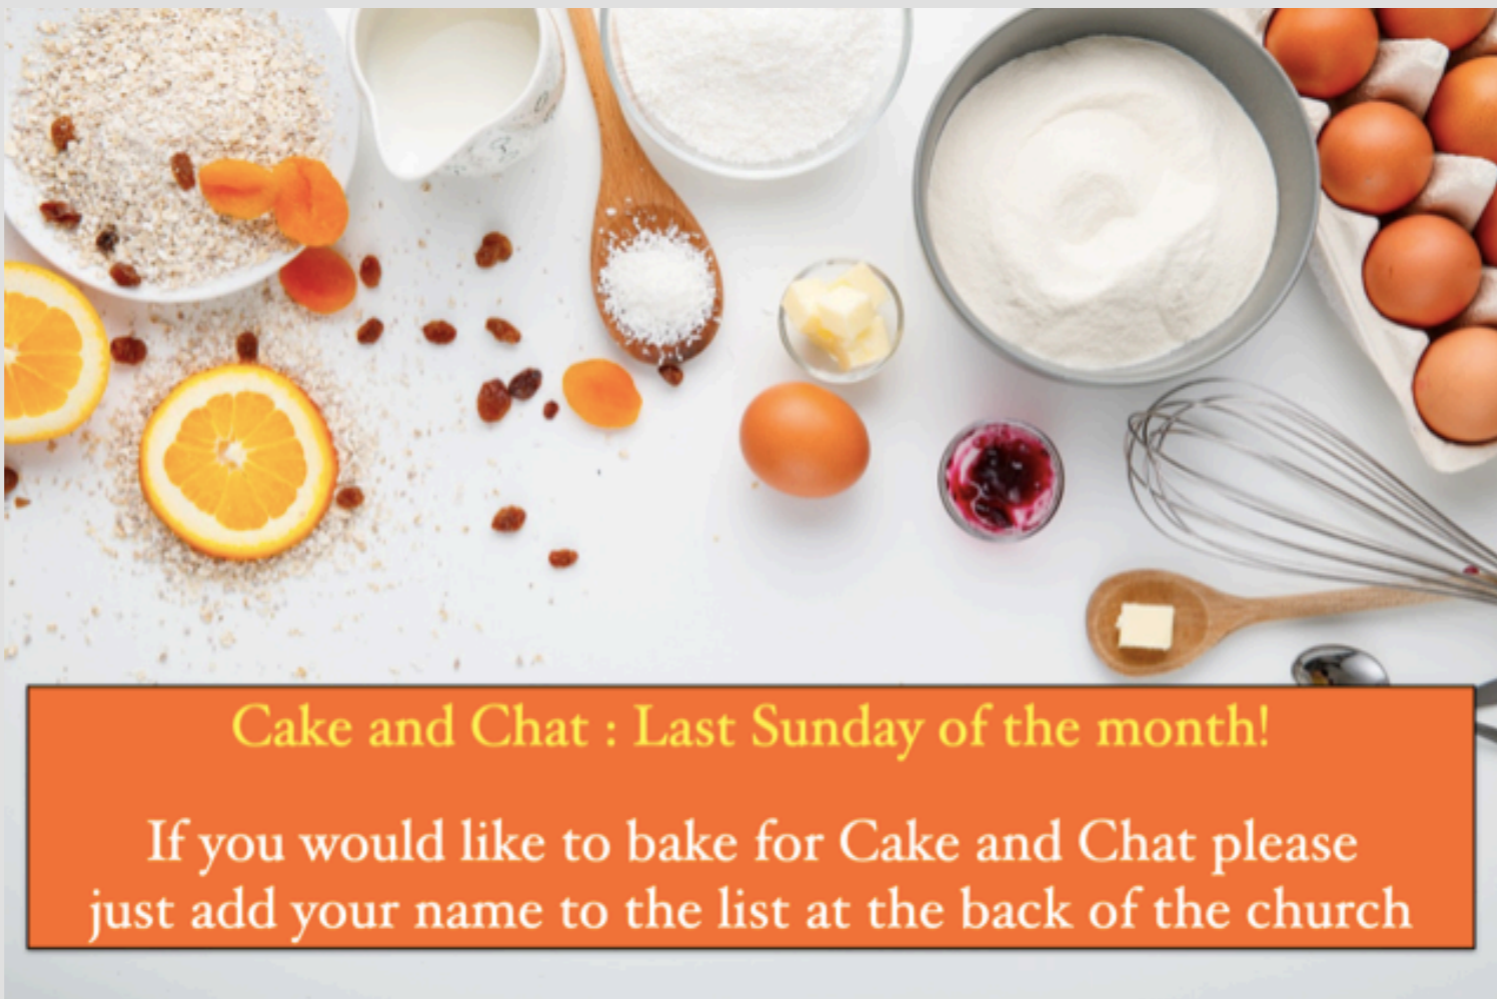 Cake and Chat : Last Sunday of the month!
If you would like to bake for Cake and Chat please
just add your name to the list at the back of the church